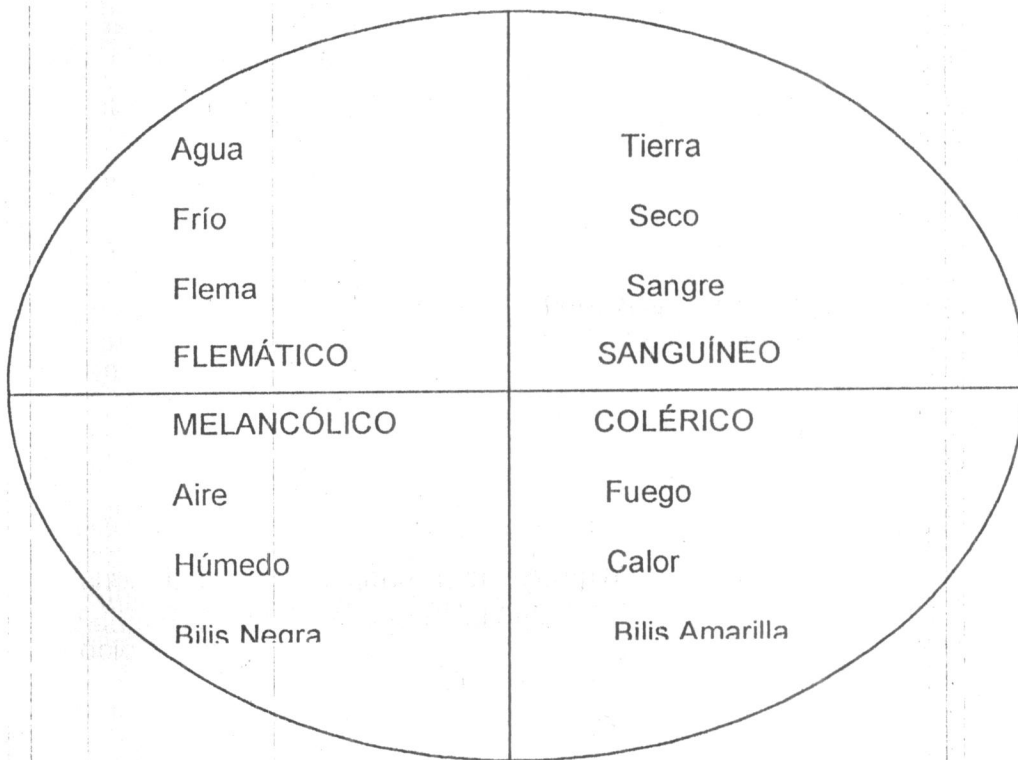 Agua
Frío
Flema
FLEMÁTICO
Tierra
Seco
Sangre
SANGUÍNEO
MELANCÓLICO
Aire
Húmedo
Bilis Negra
COLÉRICO
Fuego
Calor
Bilis Amarilla